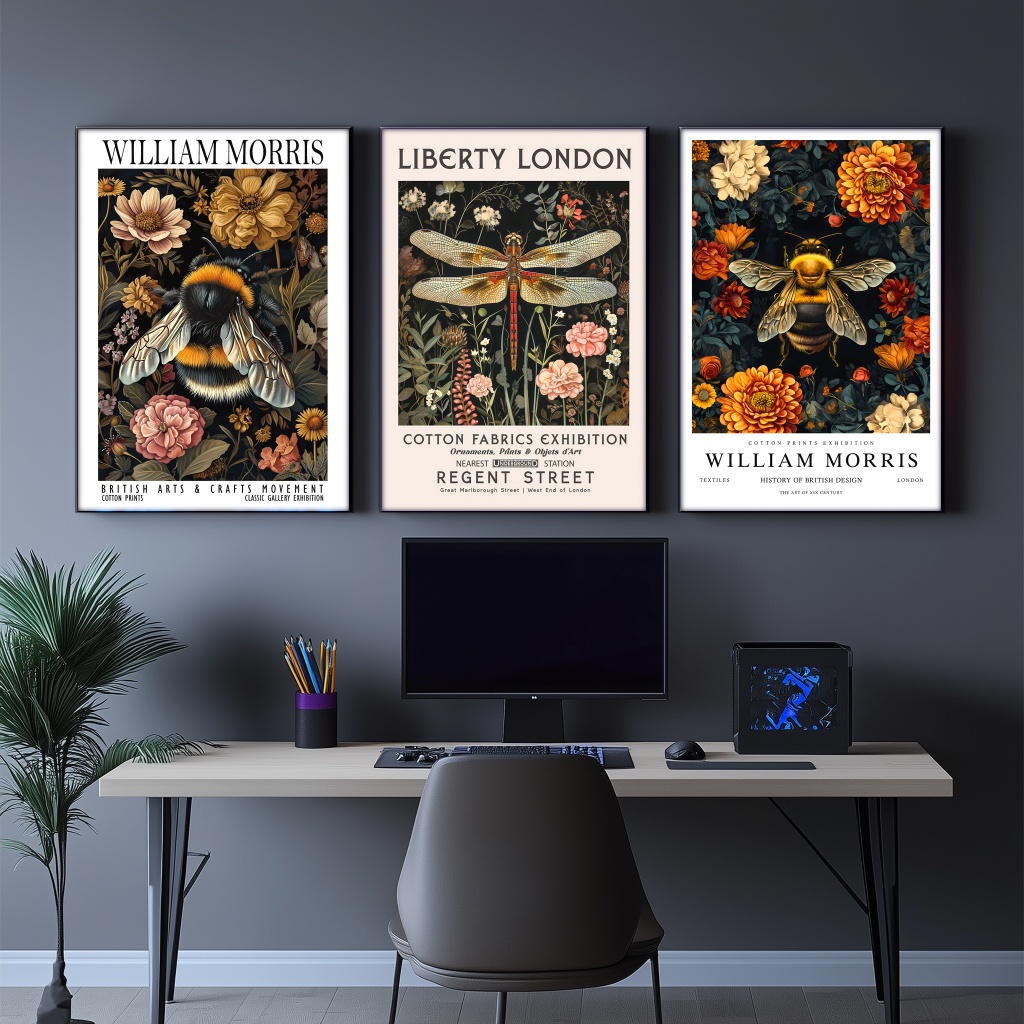 WILLIAM MORRIS
BRITISH ARTS & CRAFTS MOVEMENT
COTTON PRINTS CLASSIC GALLERY EXHIBITION
LIBERTY LONDON
COTTON FABRICS EXHIBITION
Ornaments, Prints & Objets d'Art
NEAREST UNDERGROUND STATION
REGENT STREET
Great Marlborough Street | West End of London
COTTON PRINTS EXHIBITION
WILLIAM MORRIS
TEXTILES HISTORY OF BRITISH DESIGN LONDON
THE ART OF XIX CENTURY